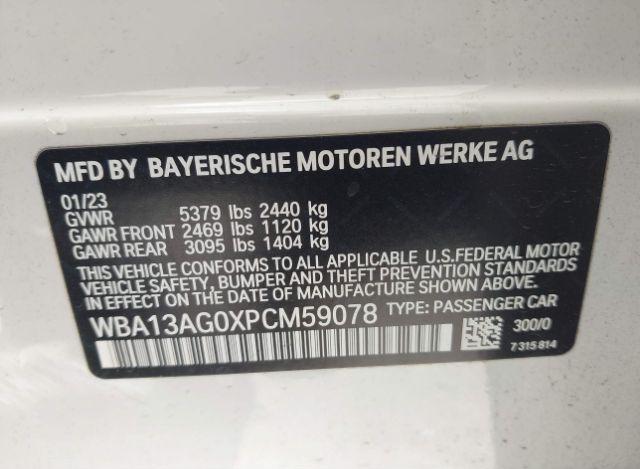 MFD BY BAYERISCHE MOTOREN WERKE AG
01/23
GVWR 5379 lbs 2440 kg
GAWR FRONT 2469 lbs 1120 kg
GAWR REAR 3095 lbs 1404 kg
THIS VEHICLE CONFORMS TO ALL APPLICABLE U.S.FEDERAL MOTOR
VEHICLE SAFETY, BUMPER AND THEFT PREVENTION STANDARDS
IN EFFECT ON THE DATE OF MANUFACTURE SHOWN ABOVE.
WBA13AG0XPCM59078 TYPE: PASSENGER CAR
300/0
7 315 814